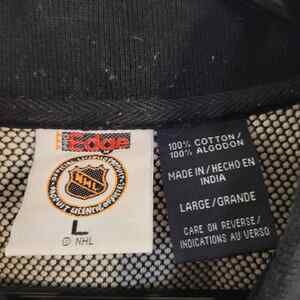 Edge
NHL
L
© NHL
100% COTTON/
100% ALGODON
MADE IN/HECHO EN
INDIA
LARGE/GRANDE
CARE ON REVERSE/
INDICATIONS AU VERSO